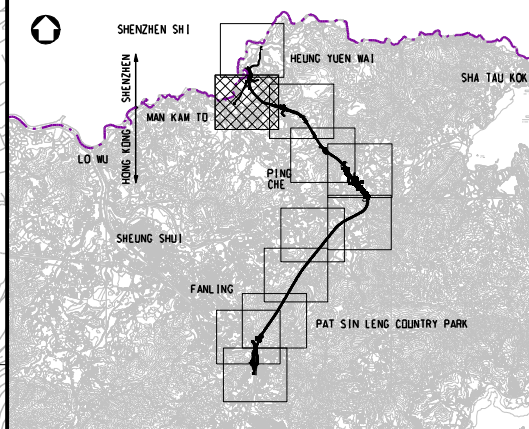 SHENZHEN SHI
HEUNG YUEN WAI
SHA TAU KOK
SHENZHEN
HONG KONG
MAN KAM TO
LO WU
PING
CHE
SHEUNG SHUI
FANLING
PAT SIN LENG COUNTRY PARK